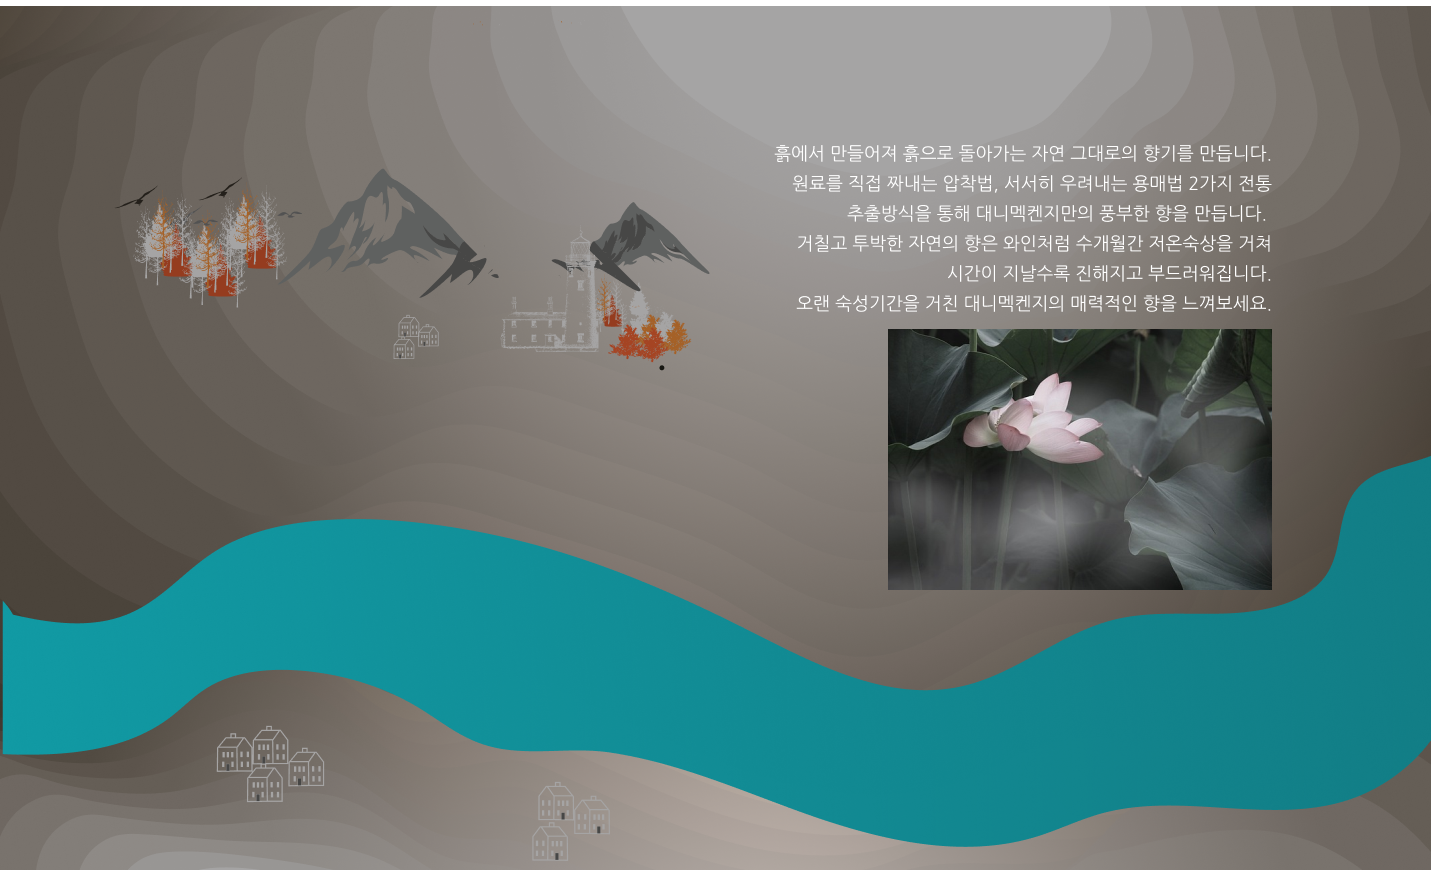 흙에서 만들어져 흙으로 돌아가는 자연 그대로의 향기를 만듭니다.
원료를 직접 짜내는 압착법, 서서히 우려내는 용매법 2가지 전통
추출방식을 통해 대니멕켄지만의 풍부한 향을 만듭니다.
거칠고 투박한 자연의 향은 와인처럼 수개월간 저온숙상을 거쳐
시간이 지날수록 진해지고 부드러워집니다.
오랜 숙성기간을 거친 대니멕켄지의 매력적인 향을 느껴보세요.